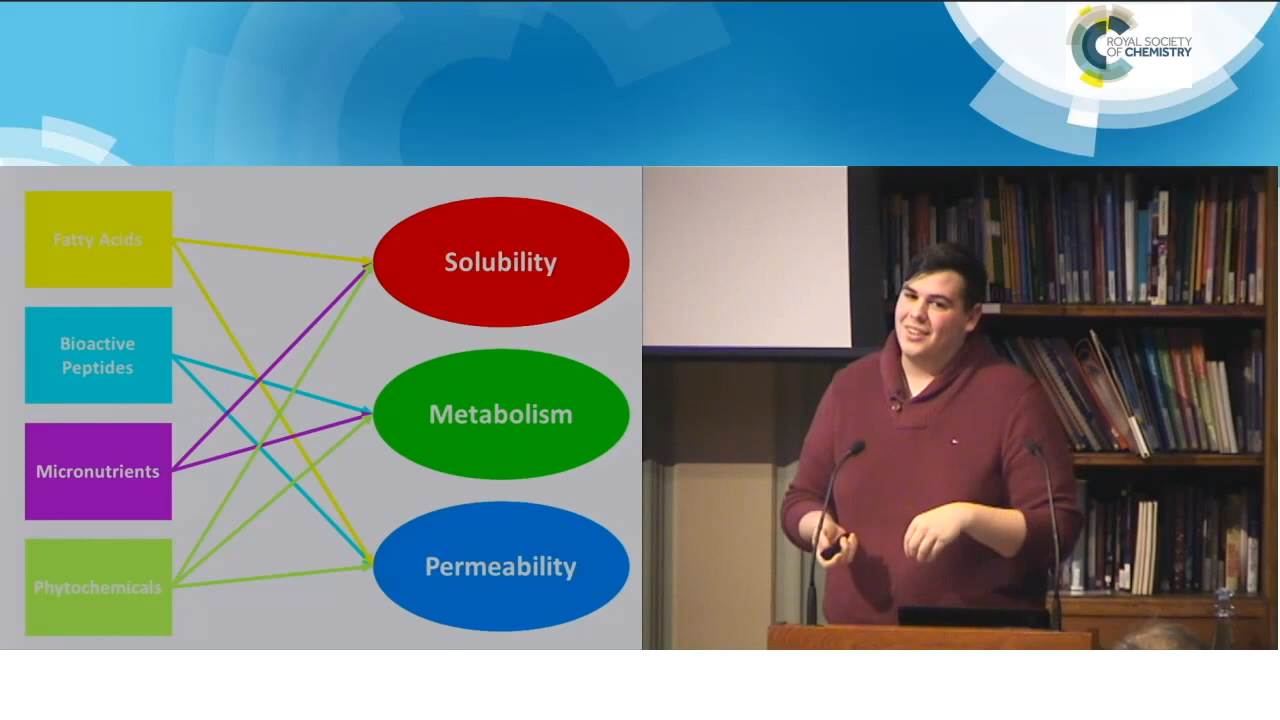 ROYAL SOCIETY
OF CHEMISTRY
Fatty Acids
Bioactive
Peptides
Micronutrients
Phytochemicals
Solubility
Metabolism
Permeability